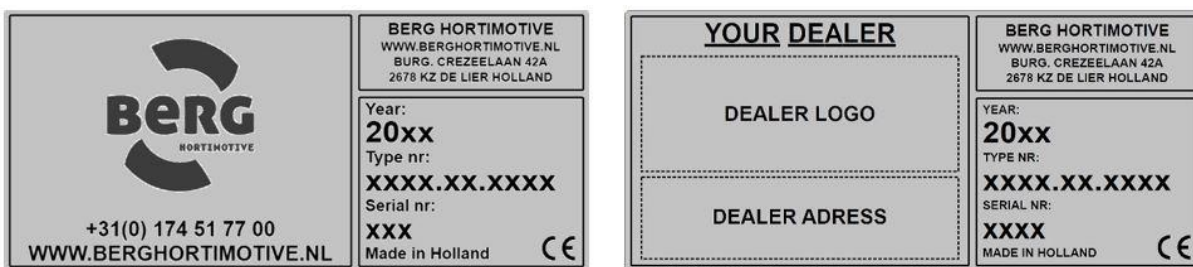 BERG
HORTIMOTIVE
+31(0) 174 51 77 00
WWW.BERGHORTIMOTIVE.NL
BERG HORTIMOTIVE
WWW.BERGHORTIMOTIVE.NL
BURG. CREZEELAAN 42A
2678 KZ DE LIER HOLLAND
Year:
20xx
Type nr:
xxxx.xx.xxxx
Serial nr:
xxx
Made in Holland CE
YOUR DEALER
DEALER LOGO
DEALER ADRESS
BERG HORTIMOTIVE
WWW.BERGHORTIMOTIVE.NL
BURG. CREZEELAAN 42A
2678 KZ DE LIER HOLLAND
YEAR:
20xx
TYPE NR:
xxxx.xx.xxxx
SERIAL NR:
xxxx
MADE IN HOLLAND CE